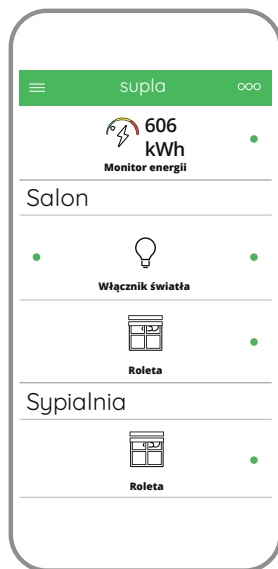 supla
606
kWh
Monitor energii
Salon
Włącznik światła
Roleta
Sypialnia
Roleta